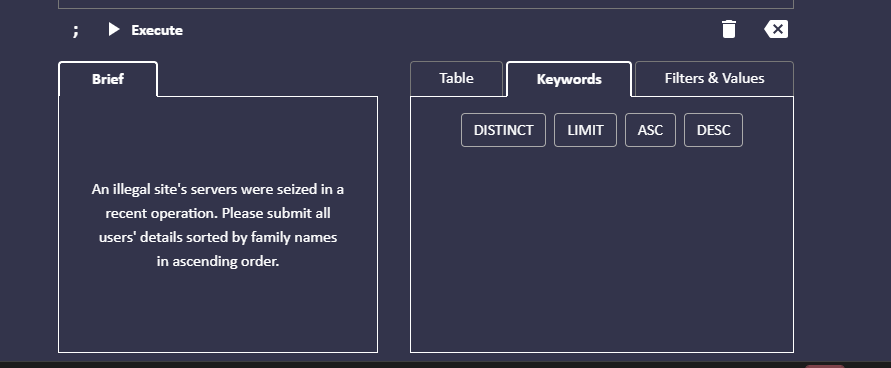 ; Execute
Brief
Table Keywords Filters & Values
DISTINCT LIMIT ASC DESC
An illegal site's servers were seized in a
recent operation. Please submit all
users' details sorted by family names
in ascending order.